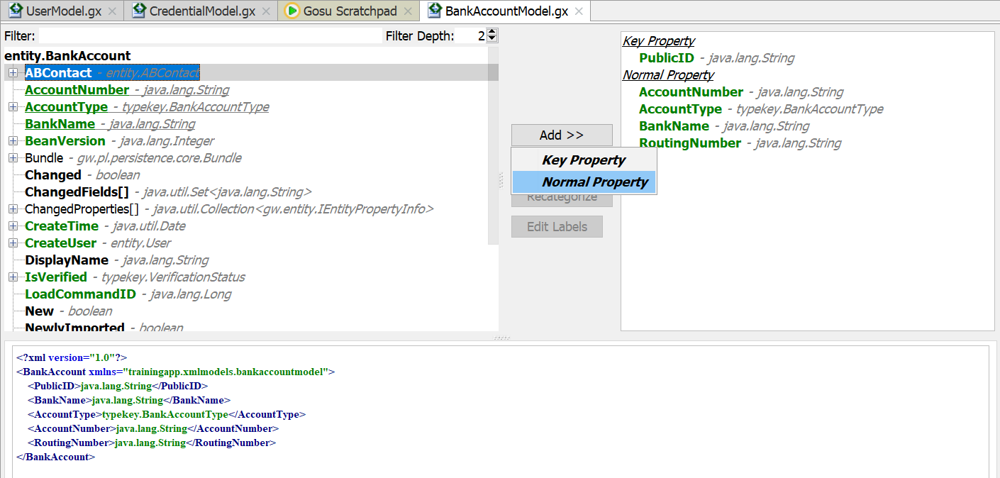 UserModel.gx
CredentialModel.gx
Gosu Scratchpad
BankAccountModel.gx
Filter:
Filter Depth: 2
entity.BankAccount
ABContact - entity.ABContact
AccountNumber - java.lang.String
AccountType - typekey.BankAccountType
BankName - java.lang.String
BeanVersion - java.lang.Integer
Bundle - gw.pl.persistence.core.Bundle
Changed - boolean
ChangedFields[] - java.util.Set<java.lang.String>
ChangedProperties[] - java.util.Collection<gw.entity.IEntityPropertyInfo>
CreateTime - java.util.Date
CreateUser - entity.User
DisplayName - java.lang.String
IsVerified - typekey.VerificationStatus
LoadCommandID - java.lang.Long
New - boolean
NewlyImported - boolean
Add >>
Key Property
Normal Property
Recategorize
Edit Labels
Key Property
PublicID - java.lang.String
Normal Property
AccountNumber - java.lang.String
AccountType - typekey.BankAccountType
BankName - java.lang.String
RoutingNumber - java.lang.String
<?xml version="1.0"?>
<BankAccount xmlns="trainingapp.xmlmodels.bankaccountmodel">
<PublicID>java.lang.String</PublicID>
<BankName>java.lang.String</BankName>
<AccountType>typekey.BankAccountType</AccountType>
<AccountNumber>java.lang.String</AccountNumber>
<RoutingNumber>java.lang.String</RoutingNumber>
</BankAccount>